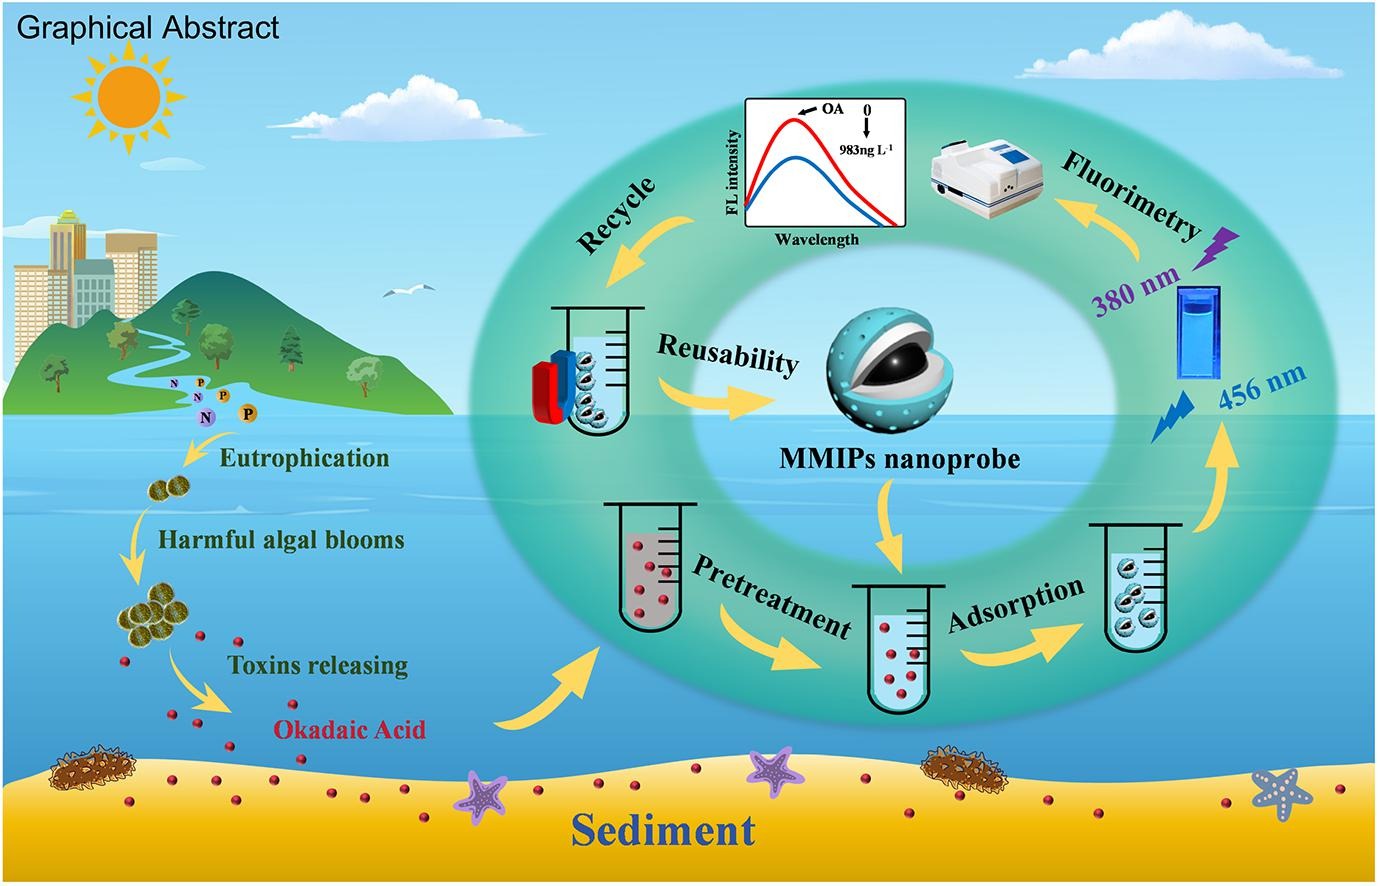 Graphical Abstract
OA 0
983ng L⁻¹
FL intensity
Wavelength
Fluorimetry
380 nm
456 nm
Recycle
Reusability
MMIPs nanoprobe
N P
N P
N P
Eutrophication
Harmful algal blooms
Toxins releasing
Okadaic Acid
Pretreatment
Adsorption
Sediment